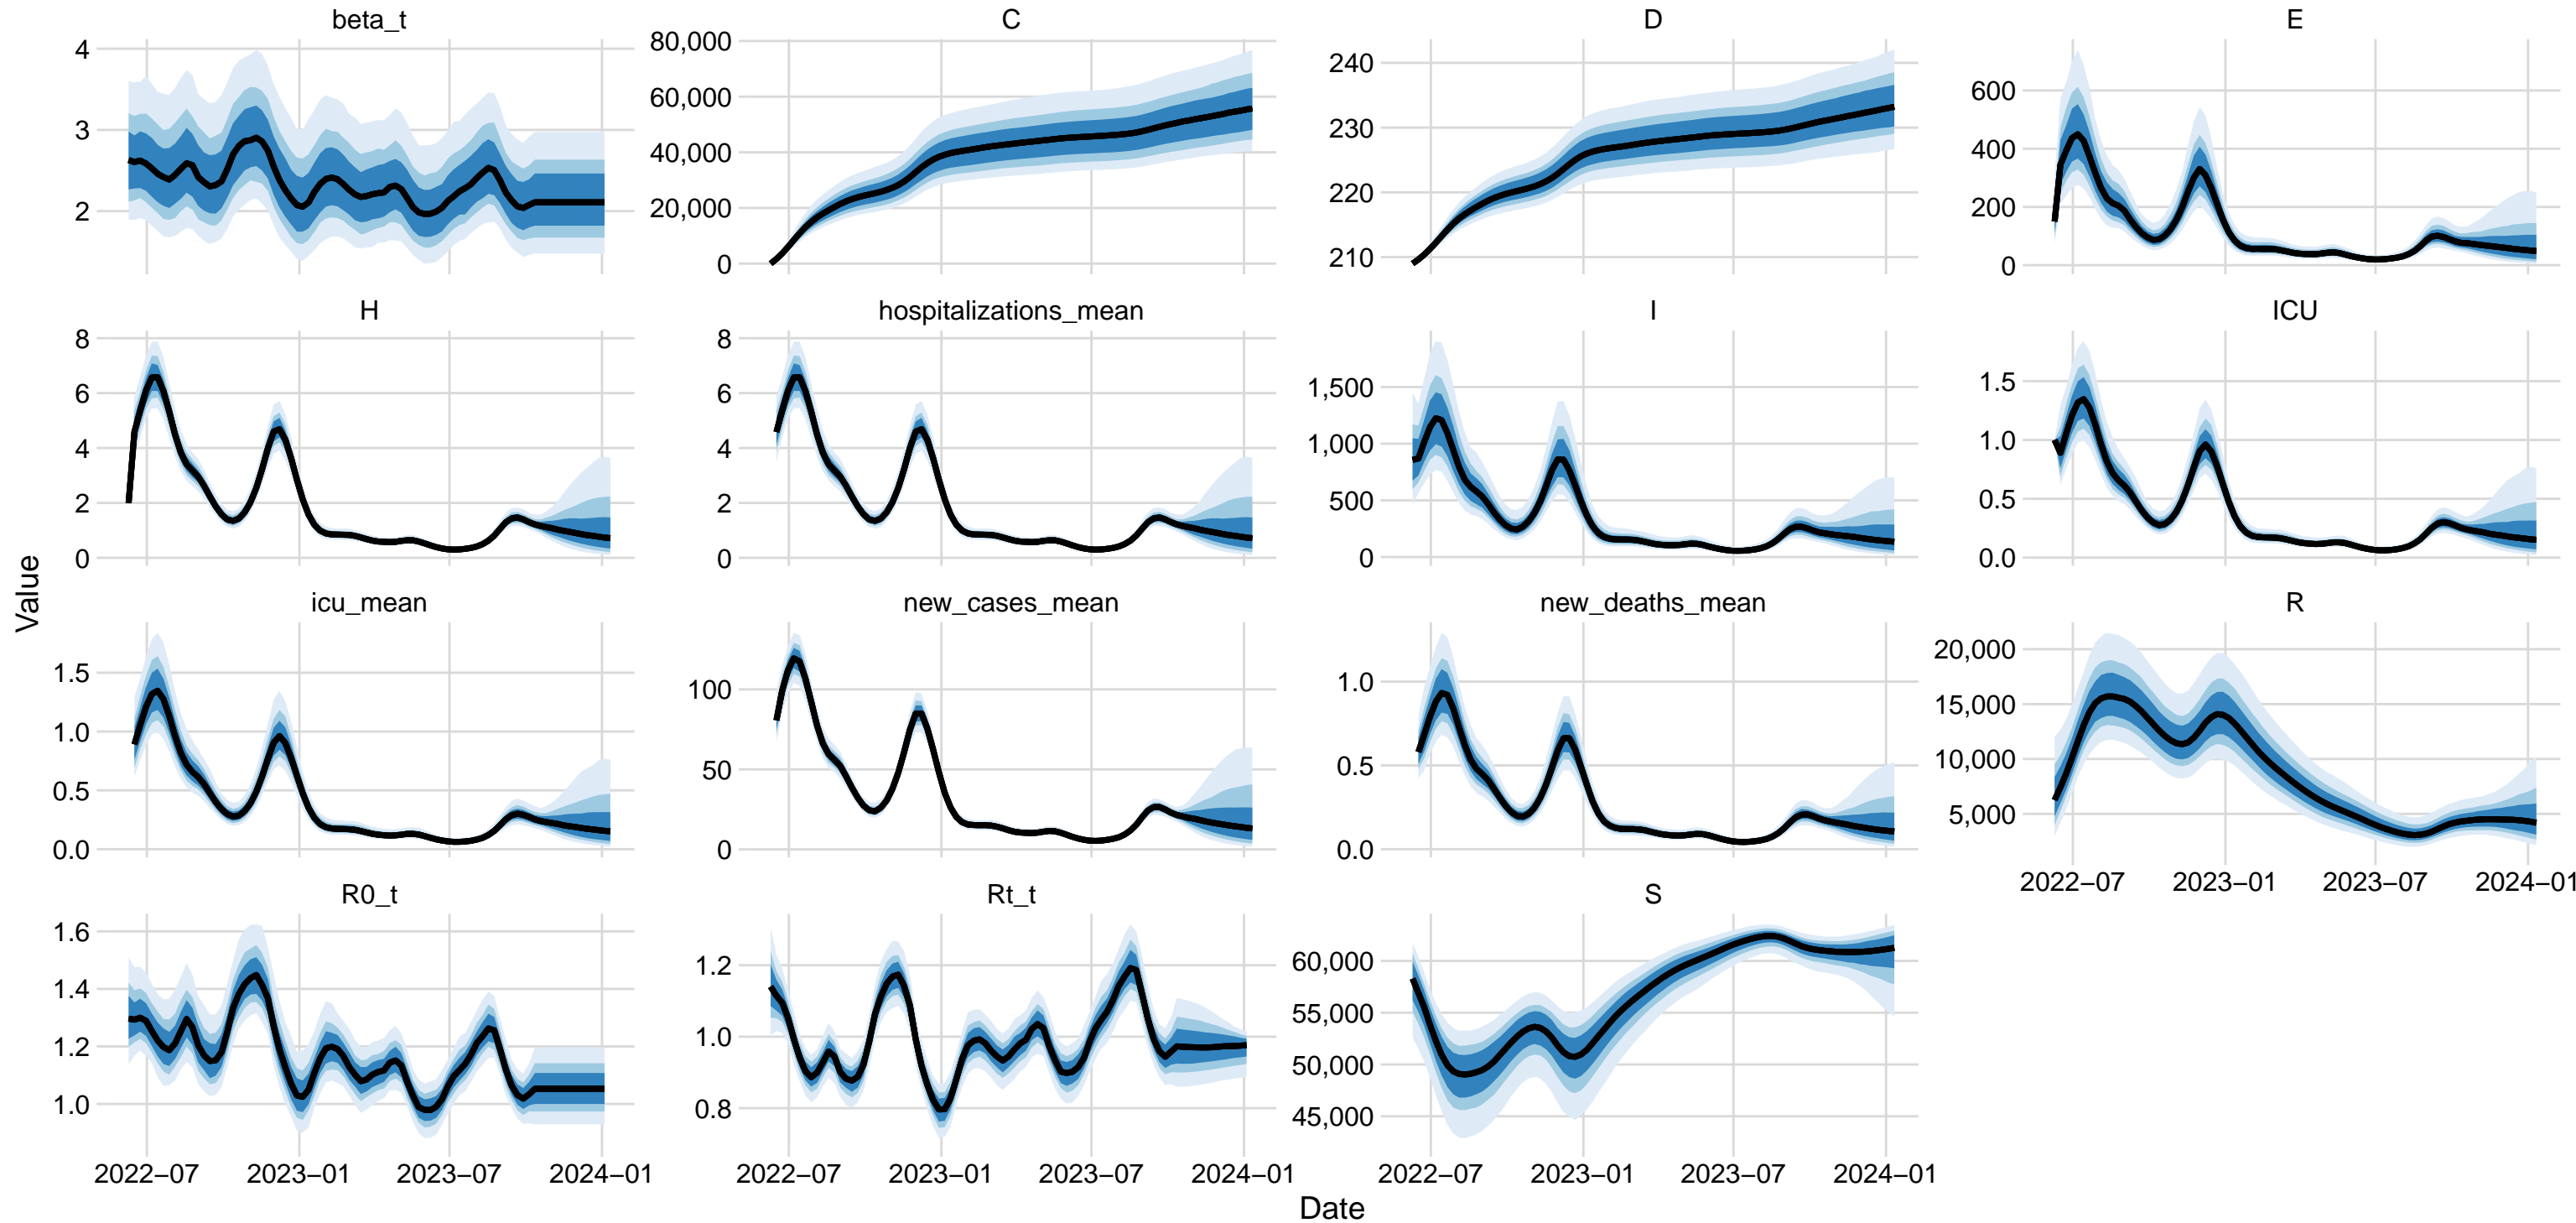 beta_t
C
D
E
4
3
2
80,000
60,000
40,000
20,000
0
240
230
220
210
600
400
200
0
H
hospitalizations_mean
I
ICU
8
6
4
2
0
8
6
4
2
0
1,500
1,000
500
0
1.5
1.0
0.5
0.0
icu_mean
new_cases_mean
new_deaths_mean
R
1.5
1.0
0.5
0.0
100
50
0
1.0
0.5
0.0
20,000
15,000
10,000
5,000
2022−07 2023−01 2023−07 2024−01
R0_t
Rt_t
S
1.6
1.4
1.2
1.0
1.2
1.0
0.8
60,000
55,000
50,000
45,000
2022−07 2023−01 2023−07 2024−01
2022−07 2023−01 2023−07 2024−01
2022−07 2023−01 2023−07 2024−01
Value
Date